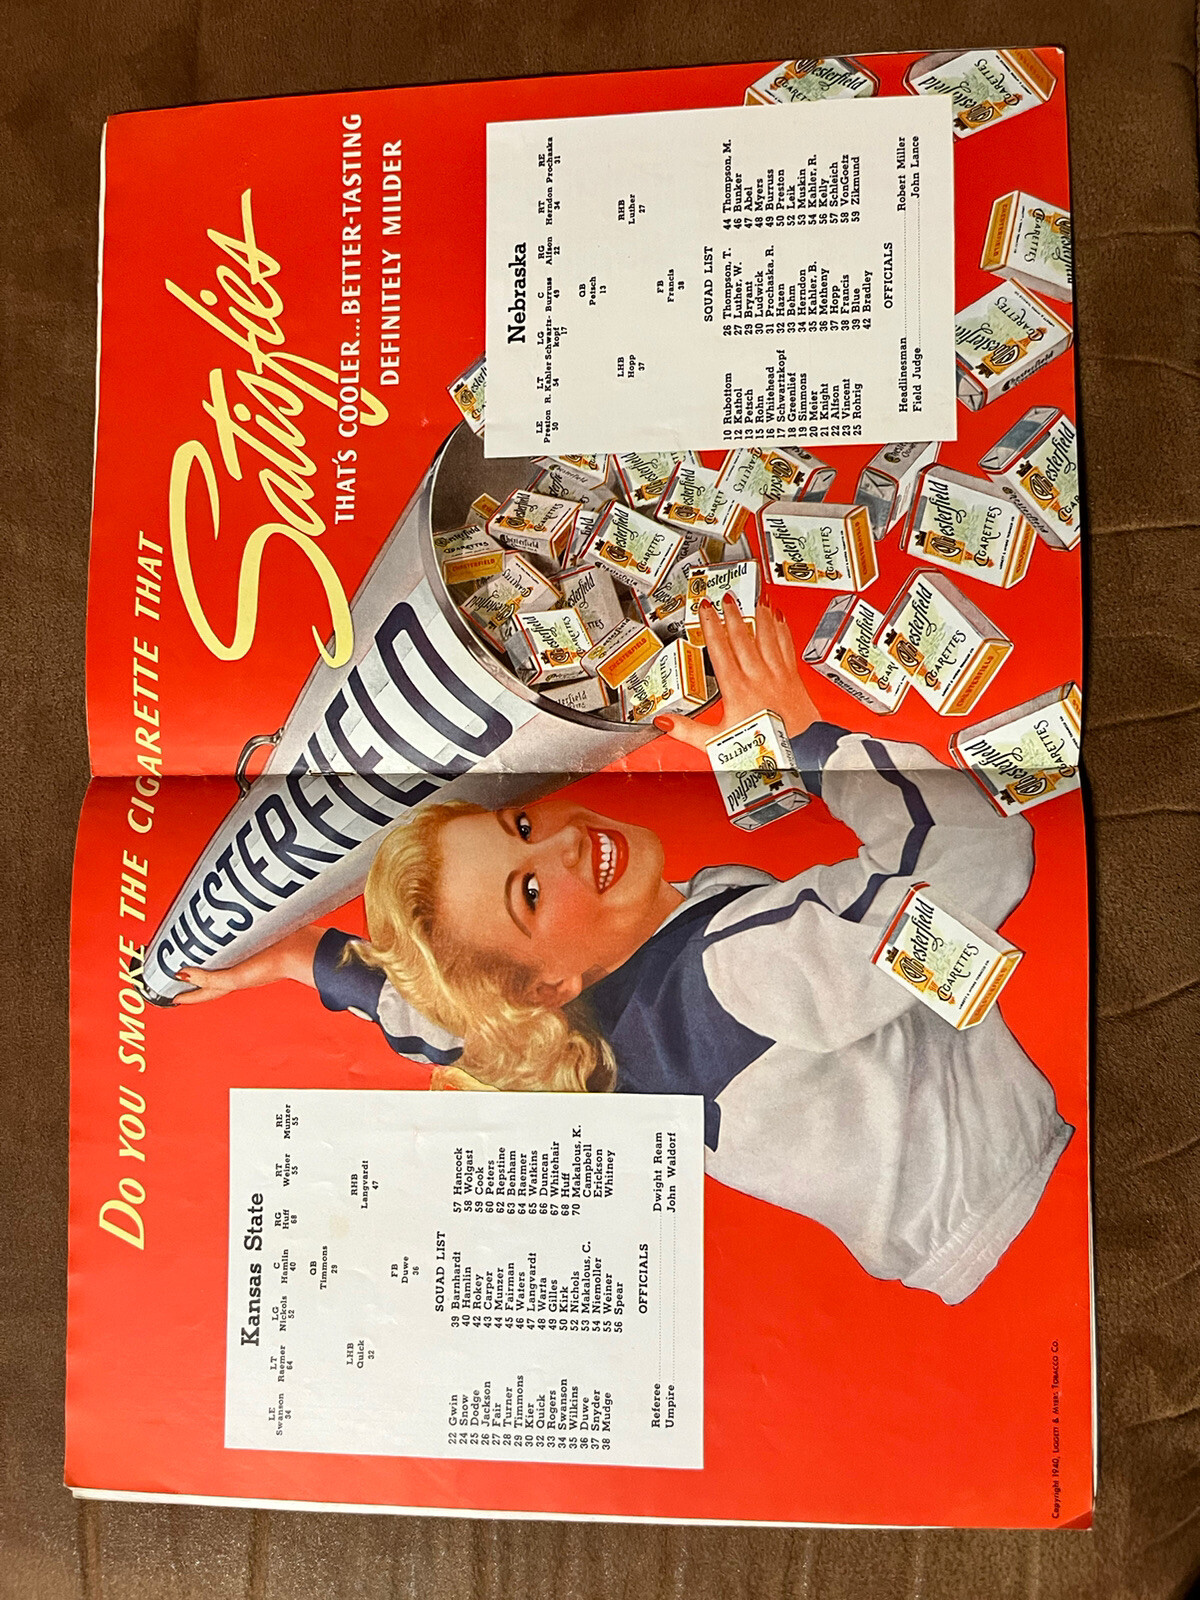 DO YOU SMOKE THE CIGARETTE THAT
Satisfies
THAT'S COOLER...BETTER-TASTING
DEFINITELY MILDER
CHESTERFIELD
Kansas State
LE LT LG C RG RT RE
Swanson Raemer Nickols Hamlin Huff Weiner Munzer
34 64 52 40 68 55 55
QB
Timmons
29
LHB RHB
Quick Langvardt
32 47
FB
Duwe
36
SQUAD LIST
22 Gwin 39 Barnhardt 57 Hancock
24 Snow 40 Hamlin 58 Wolgast
25 Dodge 42 Rokey 59 Cook
26 Jackson 43 Carper 60 Peters
27 Fair 44 Munzer 62 Repstine
28 Turner 45 Fairman 63 Benham
29 Timmons 46 Waters 64 Raemer
30 Kier 47 Langvardt 65 Watkins
32 Quick 48 Warta 66 Duncan
33 Rogers 49 Gilles 67 Whitehair
34 Swanson 50 Kirk 68 Huff
35 Wilkins 52 Nichols 70 Makalous, K.
36 Duwe 53 Makalous, C. Campbell
37 Snyder 54 Niemoller Erickson
38 Mudge 55 Weiner Whitney
56 Spear
OFFICIALS
Referee Dwight Ream
Umpire John Waldorf
Nebraska
LE LT LG C RG RT RE
Preston R. Kahler Schwartz- Burruss Alfson Herndon Prochaska
kopf
50 54 17 49 22 34 31
QB
Petsch
13
LHB RHB
Hopp Luther
37 27
FB
Francis
38
SQUAD LIST
10 Rubottom 26 Thompson, T. 44 Thompson, M.
12 Kathol 27 Luther, W. 46 Bunker
13 Petsch 29 Bryant 47 Abel
15 Rohn 30 Ludwick 48 Myers
16 Whitehead 31 Prochaska, R. 49 Burruss
17 Schwartzkopf 32 Hazen 50 Preston
18 Greenlief 33 Behm 52 Leik
19 Simmons 34 Herndon 53 Muskin
20 Meier 35 Kahler, B. 54 Kahler, R.
21 Knight 36 Matheny 56 Kelly
22 Alfson 37 Hopp 57 Schleich
23 Vincent 38 Francis 58 VonGoetz
25 Rohrig 39 Blue 59 Zikmund
42 Bradley
OFFICIALS
Headlinesman Robert Miller
Field Judge John Lance
Chesterfield
CIGARETTES
CHESTERFIELD
Copyright 1940, LIGGETT & MYERS TOBACCO CO.